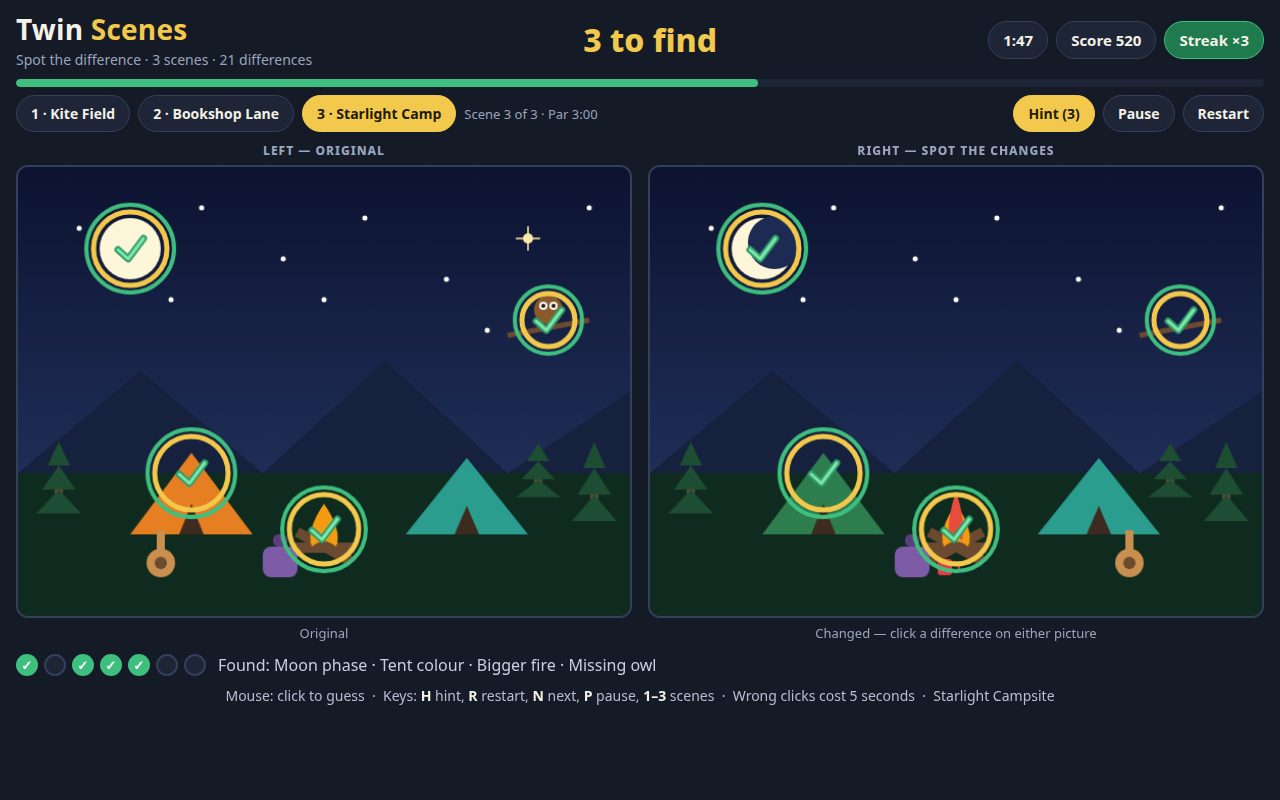 Twin Scenes
Spot the difference · 3 scenes · 21 differences
3 to find
1:47
Score 520
Streak ×3
1 · Kite Field
2 · Bookshop Lane
3 · Starlight Camp
Scene 3 of 3 · Par 3:00
Hint (3)
Pause
Restart
LEFT — ORIGINAL
RIGHT — SPOT THE CHANGES
Original
Changed — click a difference on either picture
Found: Moon phase · Tent colour · Bigger fire · Missing owl
Mouse: click to guess · Keys: H hint, R restart, N next, P pause, 1–3 scenes · Wrong clicks cost 5 seconds · Starlight Campsite